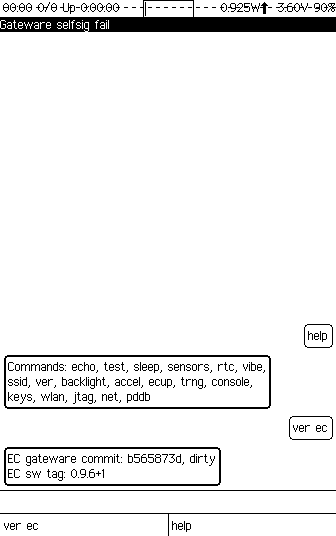 00:00 0/0 Up 0:00:00 0.925W 3.60V 90%
Gateware selfsig fail
help
Commands: echo, test, sleep, sensors, rtc, vibe,
ssid, ver, backlight, accel, ecup, trng, console,
keys, wlan, jtag, net, pddb
ver ec
EC gateware commit: b565873d, dirty
EC sw tag: 0.9.6+1
ver ec
help